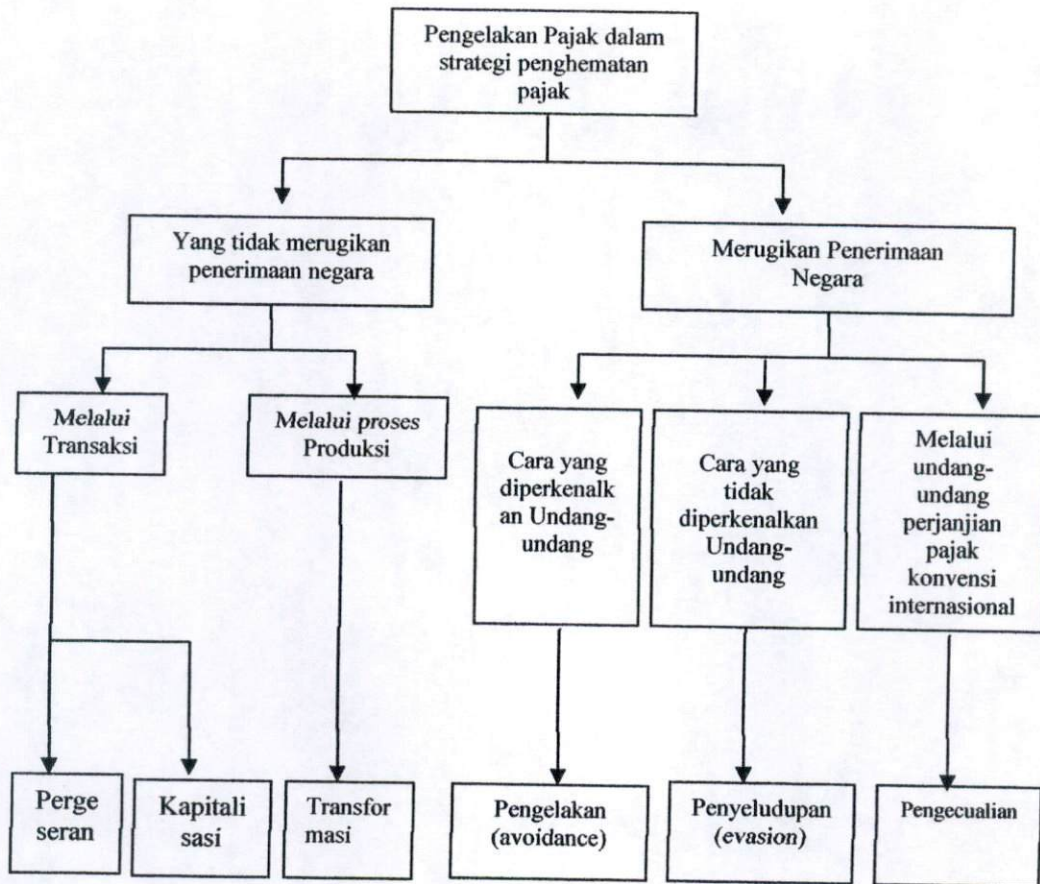 Pengelakan Pajak dalam
strategi penghematan
pajak
Yang tidak merugikan
penerimaan negara
Merugikan Penerimaan
Negara
Melalui
Transaksi
Melalui proses
Produksi
Cara yang
diperkenalk
an Undang-
undang
Cara yang
tidak
diperkenalkan
Undang-
undang
Melalui
undang-
undang
perjanjian
pajak
konvensi
internasional
Perge
seran
Kapitali
sasi
Transfor
masi
Pengelakan
(avoidance)
Penyeludupan
(evasion)
Pengecualian